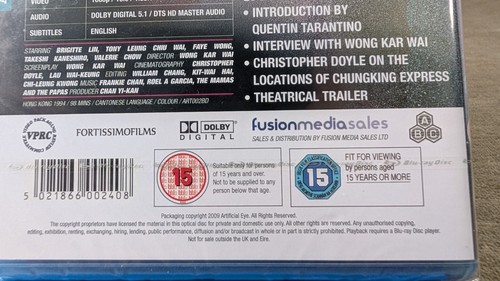 VIDEO
AUDIO DOLBY DIGITAL 5.1 / DTS HD MASTER AUDIO
SUBTITLES ENGLISH
STARRING BRIGITTE LIN, TONY LEUNG CHIU WAI, FAYE WONG,
TAKESHI KANESHIRO, VALERIE CHOW DIRECTOR WONG KAR WAI
SCREENPLAY WONG KAR WAI CINEMATOGRAPHY CHRISTOPHER
DOYLE, LAU WAI-KEUNG EDITING WILLIAM CHANG, KIT-WAI HAI,
CHI-LEUNG KWONG MUSIC FRANKIE CHAN, ROEL A GARCIA, THE MAMAS
AND THE PAPAS PRODUCER CHAN YI-KAN
HONG KONG 1994 / 98 MINS / CANTONESE LANGUAGE / COLOUR / ART002BD
• INTRODUCTION BY
QUENTIN TARANTINO
• INTERVIEW WITH WONG KAR WAI
• CHRISTOPHER DOYLE ON THE
LOCATIONS OF CHUNGKING EXPRESS
• THEATRICAL TRAILER
VPRC
FORTISSIMOFILMS
DOLBY
DIGITAL
fusionmediasales
SALES & DISTRIBUTION BY FUSION MEDIA SALES LTD
A
B
C
5 021866 002408
15
Suitable only for persons
of 15 years and over.
Not to be supplied to any
person below that age.
15
FIT FOR VIEWING
by persons aged
15 YEARS OR MORE
Packaging copyright 2009 Artificial Eye. All Rights Reserved.
The copyright proprietors have licensed the material in this optical disc for private and domestic use only. All other rights are reserved. Any unauthorised copying,
editing, exhibition, renting, exchanging, hiring, lending, public performance, diffusion and/or broadcast in whole or in part is strictly prohibited. Playback requires a Blu-ray Disc player.
Not for sale outside the UK and Eire.